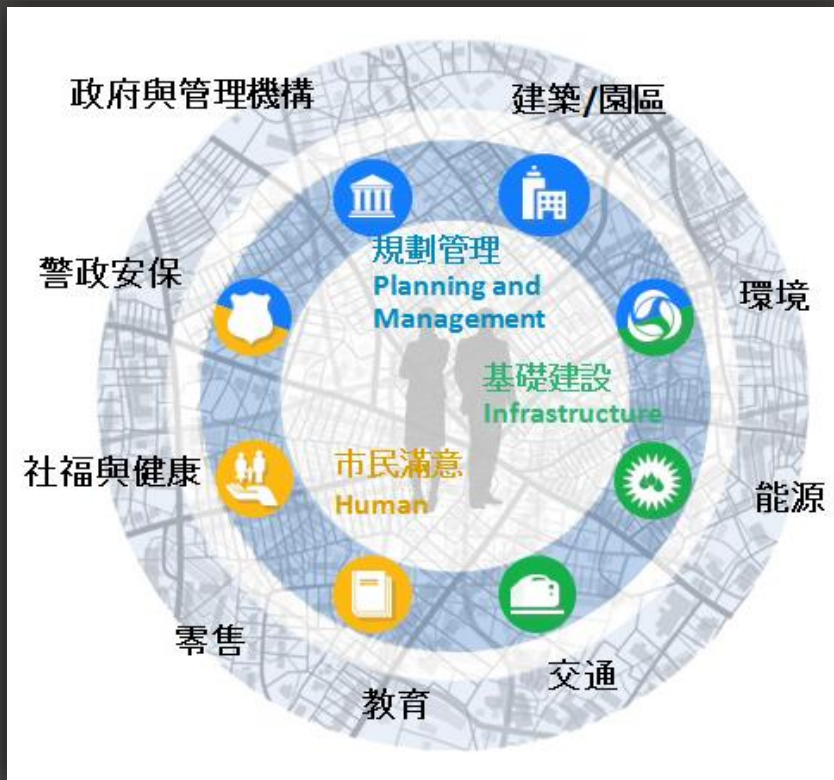 政府與管理機構
建築/園區
警政安保
規劃管理
Planning and
Management
環境
基礎建設
Infrastructure
社福與健康
市民滿意
Human
能源
零售
交通
教育